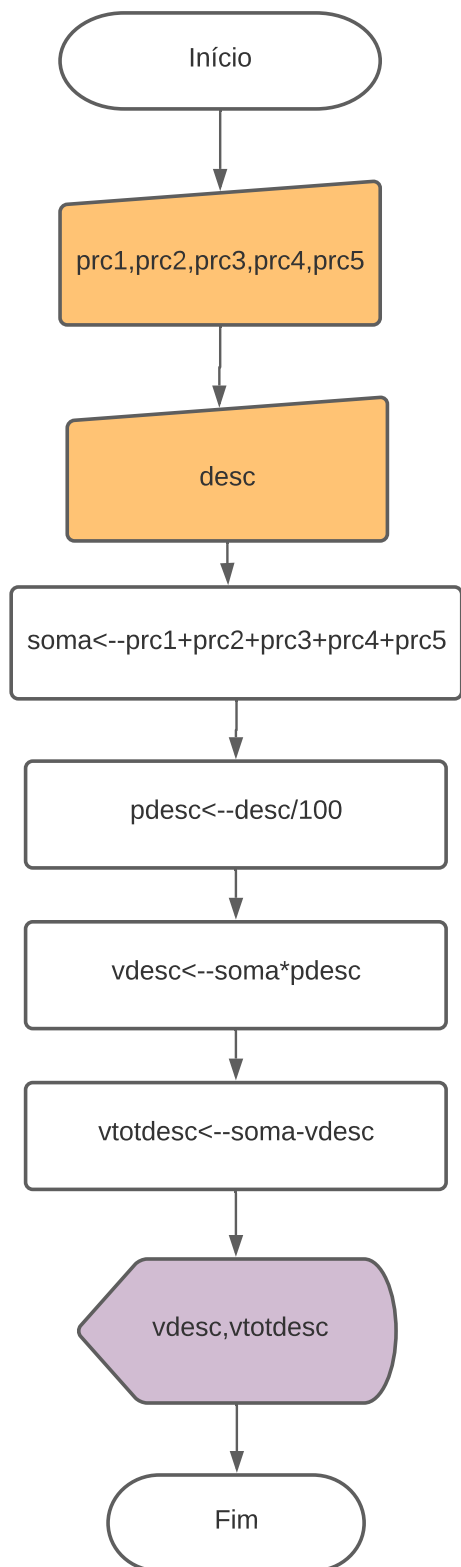 Início
prc1,prc2,prc3,prc4,prc5
desc
soma<--prc1+prc2+prc3+prc4+prc5
pdesc<--desc/100
vdesc<--soma*pdesc
vtotdesc<--soma-vdesc
vdesc,vtotdesc
Fim